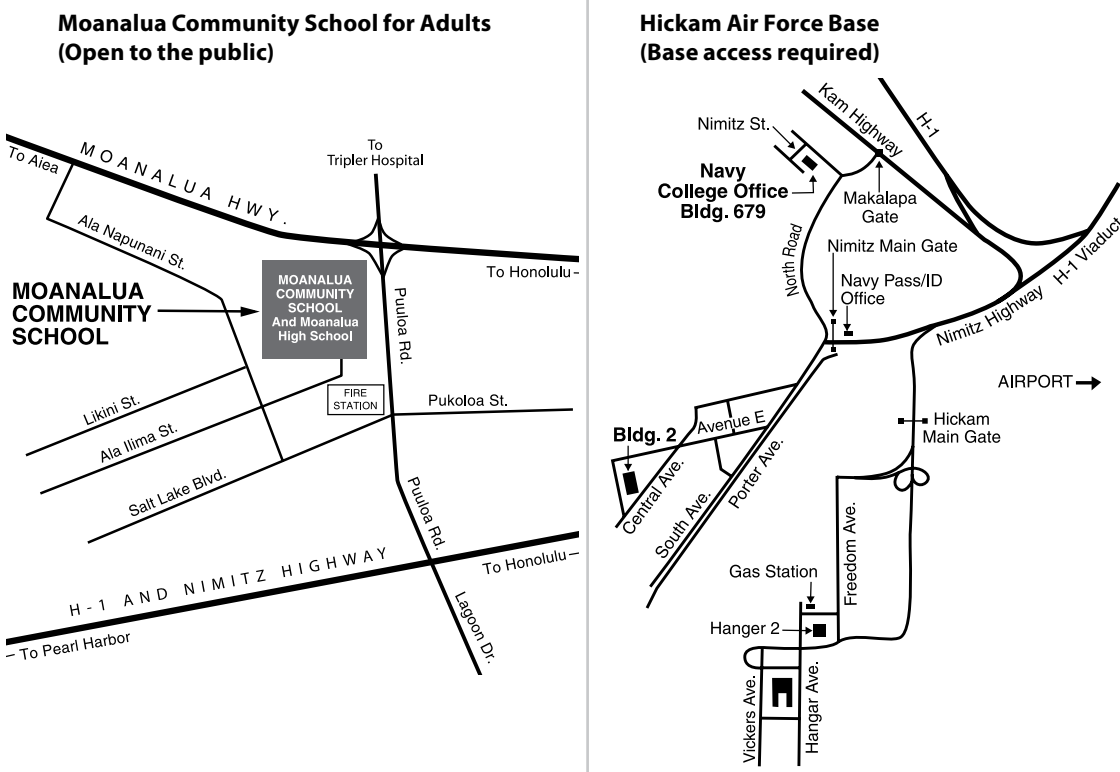 Moanalua Community School for Adults
(Open to the public)
To
Tripler Hospital
To Aiea
MOANALUA HWY.
Ala Napunani St.
To Honolulu
MOANALUA
COMMUNITY
SCHOOL
MOANALUA
COMMUNITY
SCHOOL
And Moanalua
High School
Puuloa Rd.
FIRE
STATION
Pukoloa St.
Likini St.
Ala Ilima St.
Salt Lake Blvd.
Puuloa Rd.
H-1 AND NIMITZ HIGHWAY
To Honolulu
To Pearl Harbor
Lagoon Dr.
Hickam Air Force Base
(Base access required)
Kam Highway
H-1
Nimitz St.
Navy
College Office
Bldg. 679
Makalapa
Gate
North Road
Nimitz Main Gate
Navy Pass/ID
Office
H-1 Viaduct
Nimitz Highway
AIRPORT
Avenue E
Hickam
Main Gate
Bldg. 2
Central Ave.
South Ave.
Porter Ave.
Freedom Ave.
Gas Station
Hanger 2
Vickers Ave.
Hangar Ave.